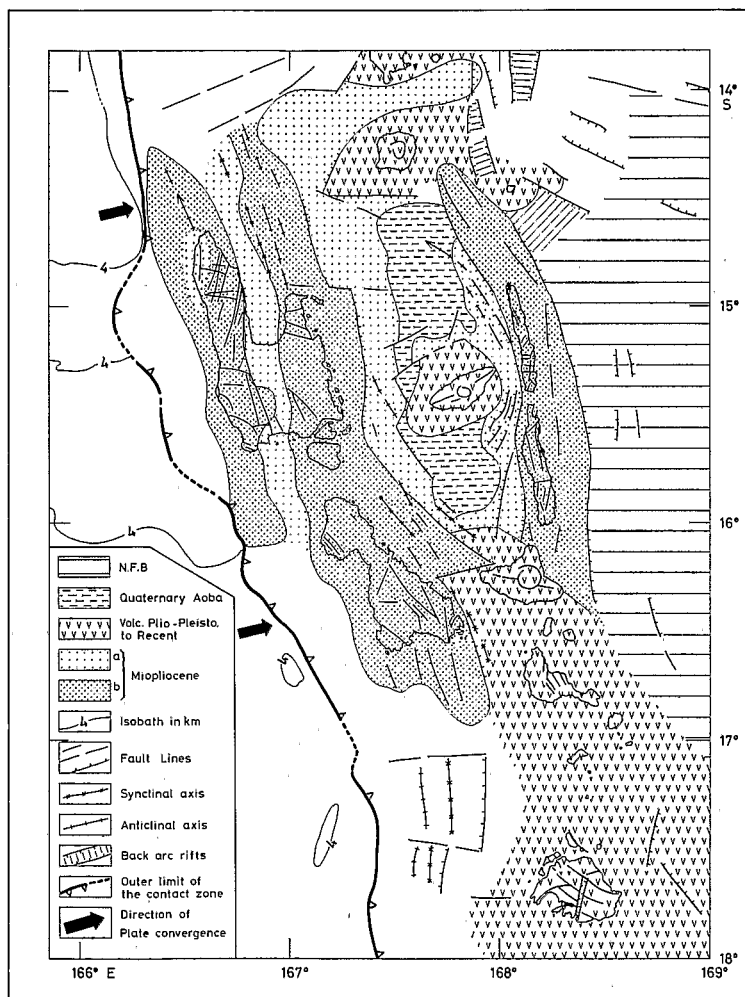 14°
S
4
15°
4
16°
4
N.F.B
Quaternary Aoba
Volc. Plio-Pleisto.
to Recent
a
b
Miopliocene
4
Isobath in km
Fault Lines
Synclinal axis
Anticlinal axis
Back arc rifts
Outer limit of
the contact zone
Direction of
Plate convergence
4
17°
4
166° E
167°
168°
169°
18°